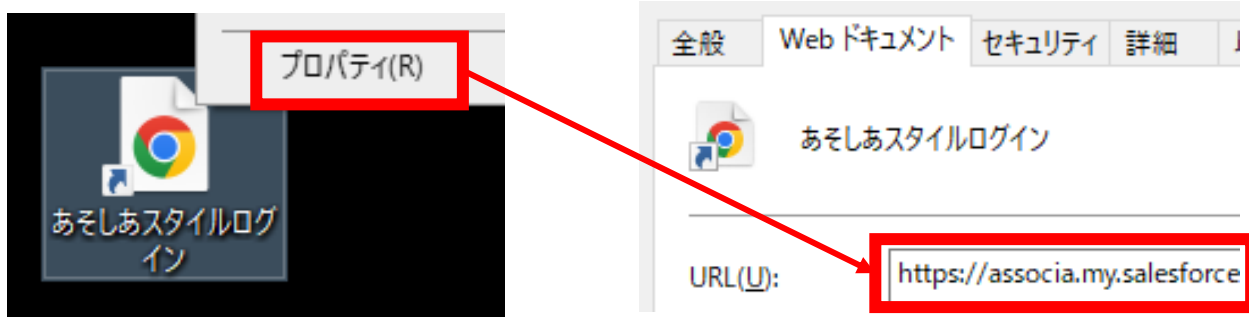 プロパティ(R)
あそしあスタイルログ
イン
全般 Web ドキュメント セキュリティ 詳細
あそしあスタイルログイン
URL(U): https://associa.my.salesforce